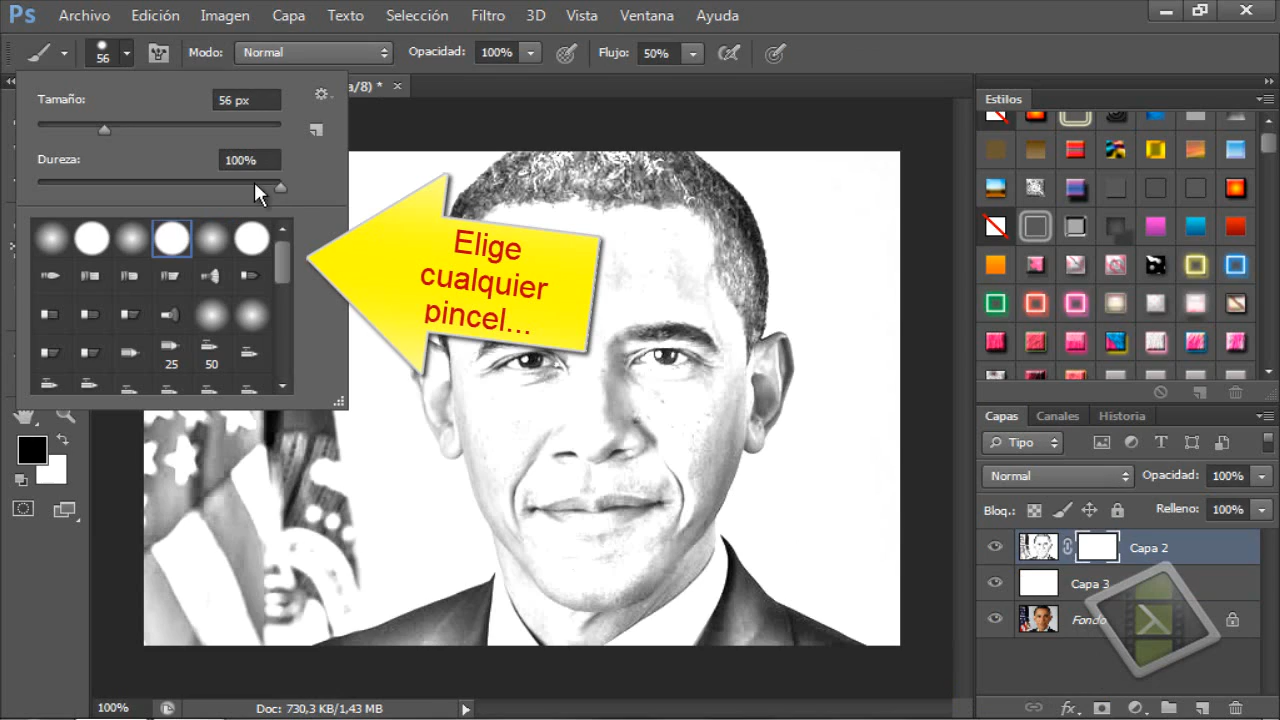 Ps Archivo Edición Imagen Capa Texto Selección Filtro 3D Vista Ventana Ayuda
56 Modo: Normal Opacidad: 100% Flujo: 50%
a/8) * ×
Tamaño: 56 px
Dureza: 100%
25 50
Elige
cualquier
pincel...
Estilos
Capas Canales Historia
Tipo
Normal Opacidad: 100%
Bloq.: Relleno: 100%
Capa 2
Capa 3
Fondo
100% Doc: 730,3 KB/1,43 MB